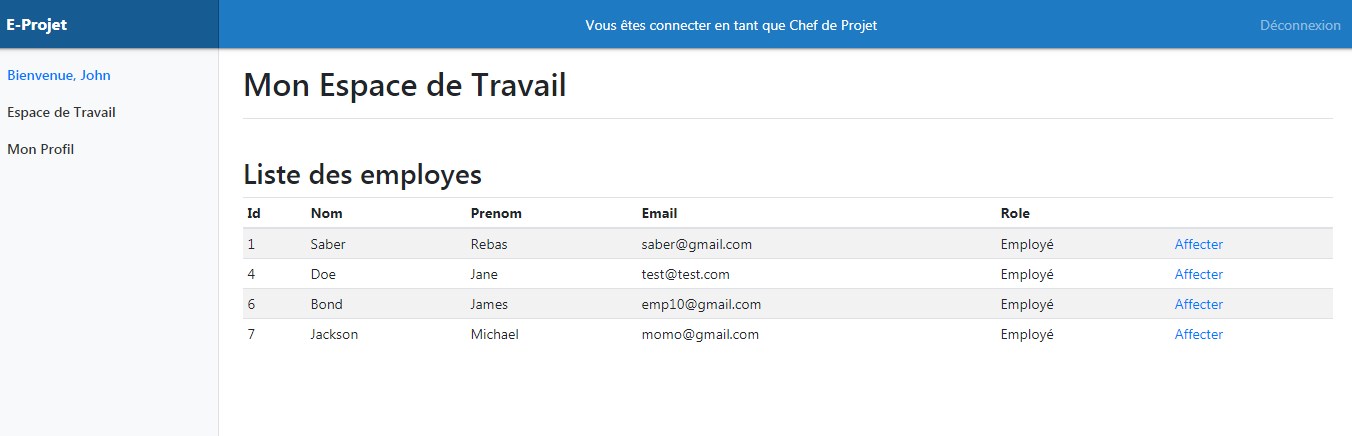 E-Projet Vous êtes connecter en tant que Chef de Projet Déconnexion
Bienvenue, John
Espace de Travail
Mon Profil
Mon Espace de Travail
Liste des employes
Id Nom Prenom Email Role
1 Saber Rebas saber@gmail.com Employé Affecter
4 Doe Jane test@test.com Employé Affecter
6 Bond James emp10@gmail.com Employé Affecter
7 Jackson Michael momo@gmail.com Employé Affecter